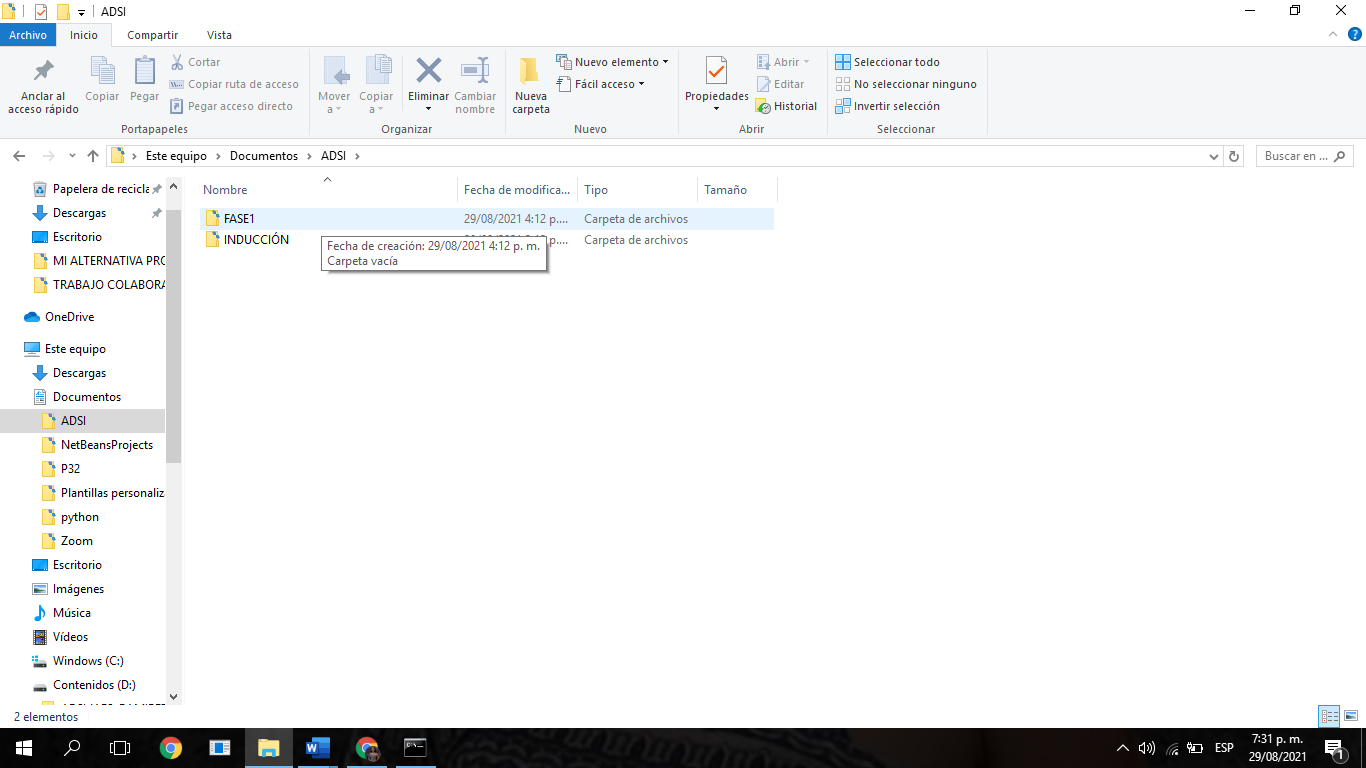 ADSI
Archivo Inicio Compartir Vista
Anclar al acceso rápido
Copiar
Pegar
Cortar
Copiar ruta de acceso
Pegar acceso directo
Portapapeles
Mover a
Copiar a
Eliminar
Cambiar nombre
Organizar
Nueva carpeta
Nuevo elemento
Fácil acceso
Nuevo
Propiedades
Abrir
Editar
Historial
Abrir
Seleccionar todo
No seleccionar ninguno
Invertir selección
Seleccionar
Este equipo Documentos ADSI
Buscar en ...
Papelera de recicla
Descargas
Escritorio
MI ALTERNATIVA PRO
TRABAJO COLABORA
OneDrive
Este equipo
Descargas
Documentos
ADSI
NetBeansProjects
P32
Plantillas personaliz
python
Zoom
Escritorio
Imágenes
Música
Vídeos
Windows (C:)
Contenidos (D:)
Nombre Fecha de modifica... Tipo Tamaño
FASE1 29/08/2021 4:12 p.... Carpeta de archivos
INDUCCIÓN p.... Carpeta de archivos
Fecha de creación: 29/08/2021 4:12 p. m.
Carpeta vacía
2 elementos
ESP
7:31 p. m.
29/08/2021
1